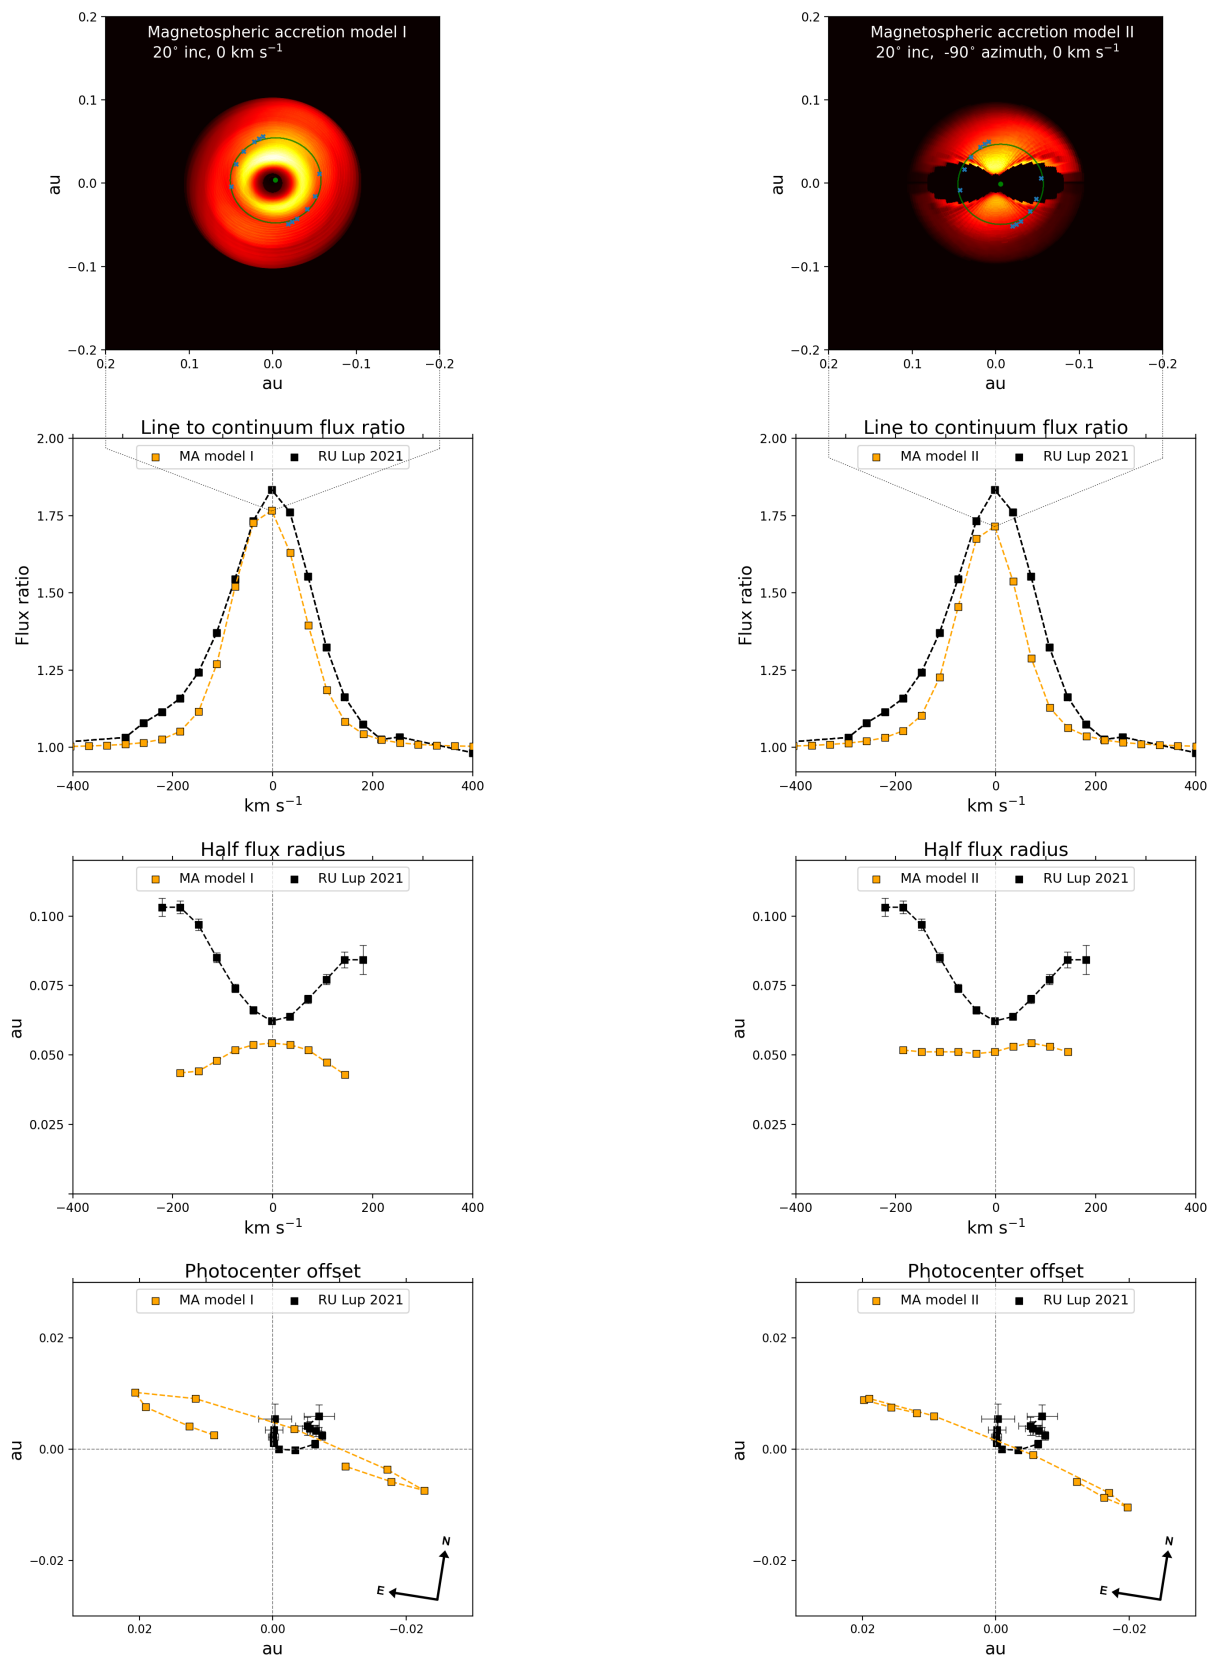 Magnetospheric accretion model I
20° inc, 0 km s⁻¹
0.2
0.1
0.0
−0.1
−0.2
au
0.2
0.1
0.0
−0.1
−0.2
au
Magnetospheric accretion model II
20° inc, -90° azimuth, 0 km s⁻¹
0.2
0.1
0.0
−0.1
−0.2
au
0.2
0.1
0.0
−0.1
−0.2
au
Line to continuum flux ratio
MA model I
RU Lup 2021
2.00
1.75
1.50
1.25
1.00
Flux ratio
−400
−200
0
200
400
km s⁻¹
Line to continuum flux ratio
MA model II
RU Lup 2021
2.00
1.75
1.50
1.25
1.00
Flux ratio
−400
−200
0
200
400
km s⁻¹
Half flux radius
MA model I
RU Lup 2021
0.100
0.075
0.050
0.025
au
−400
−200
0
200
400
km s⁻¹
Half flux radius
MA model II
RU Lup 2021
0.100
0.075
0.050
0.025
au
−400
−200
0
200
400
km s⁻¹
Photocenter offset
MA model I
RU Lup 2021
0.02
0.00
−0.02
au
N
E
0.02
0.00
−0.02
au
Photocenter offset
MA model II
RU Lup 2021
0.02
0.00
−0.02
au
N
E
0.02
0.00
−0.02
au